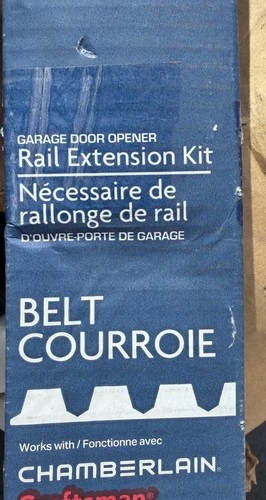 GARAGE DOOR OPENER
Rail Extension Kit
Nécessaire de
rallonge de rail
D'OUVRE-PORTE DE GARAGE
BELT
COURROIE
Works with / Fonctionne avec
CHAMBERLAIN®
Craftsman®